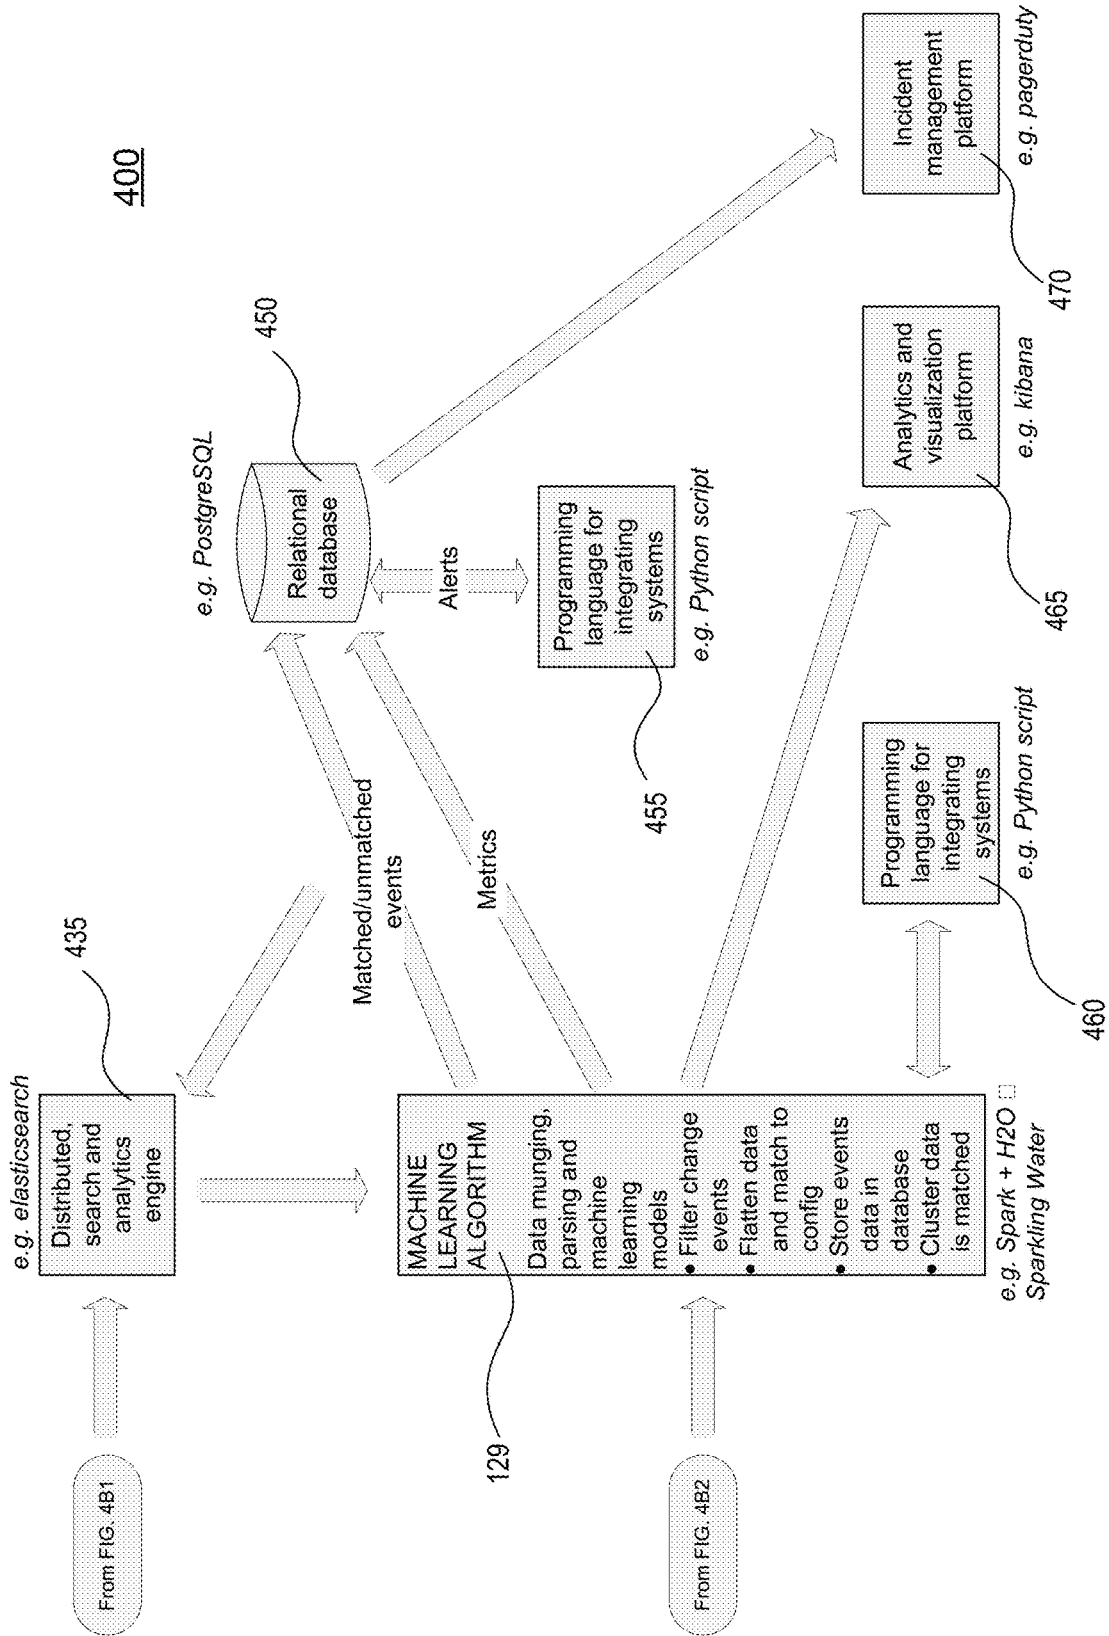 400
e.g. elasticsearch
Distributed,
search and
analytics
engine
435
From FIG. 4B1
e.g. PostgreSQL
Relational
database
450
Matched/unmatched
events
Metrics
Alerts
Programming
language for
integrating
systems
e.g. Python script
455
MACHINE
LEARNING
ALGORITHM
Data munging,
parsing and
machine
learning
models
• Filter change
events
• Flatten data
and match to
config
• Store events
data in
database
• Cluster data
is matched
e.g. Spark + H2O □
Sparkling Water
129
From FIG. 4B2
Programming
language for
integrating
systems
e.g. Python script
460
Analytics and
visualization
platform
e.g. kibana
465
Incident
management
platform
e.g. pagerduty
470